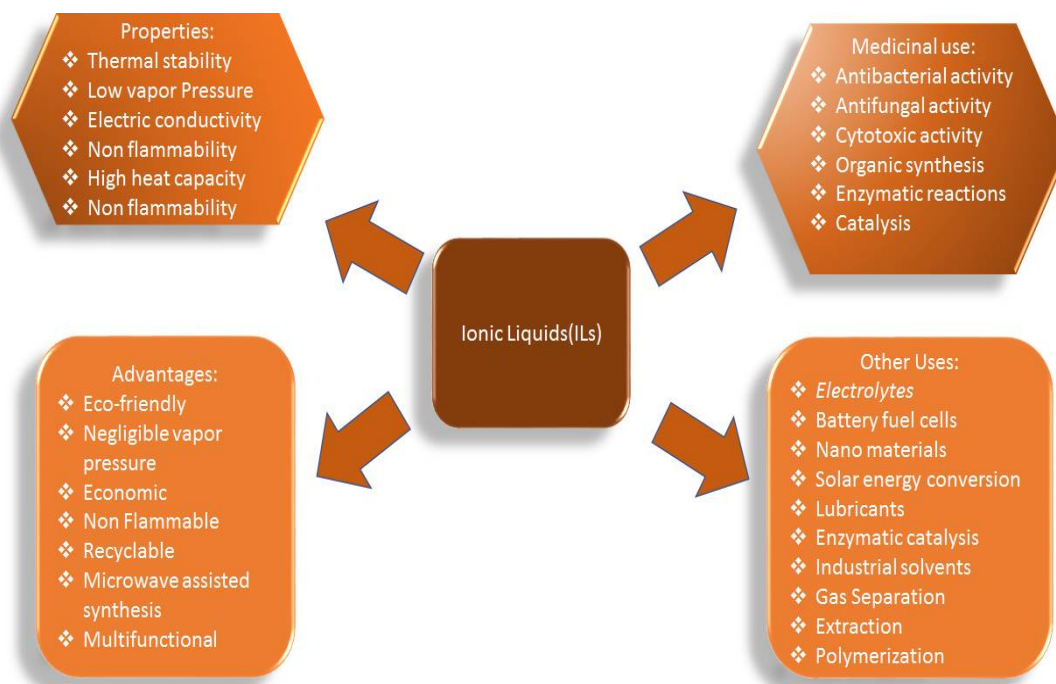 Properties:
❖ Thermal stability
❖ Low vapor Pressure
❖ Electric conductivity
❖ Non flammability
❖ High heat capacity
❖ Non flammability
Medicinal use:
❖ Antibacterial activity
❖ Antifungal activity
❖ Cytotoxic activity
❖ Organic synthesis
❖ Enzymatic reactions
❖ Catalysis
Ionic Liquids(ILs)
Advantages:
❖ Eco-friendly
❖ Negligible vapor
pressure
❖ Economic
❖ Non Flammable
❖ Recyclable
❖ Microwave assisted
synthesis
❖ Multifunctional
Other Uses:
❖ Electrolytes
❖ Battery fuel cells
❖ Nano materials
❖ Solar energy conversion
❖ Lubricants
❖ Enzymatic catalysis
❖ Industrial solvents
❖ Gas Separation
❖ Extraction
❖ Polymerization